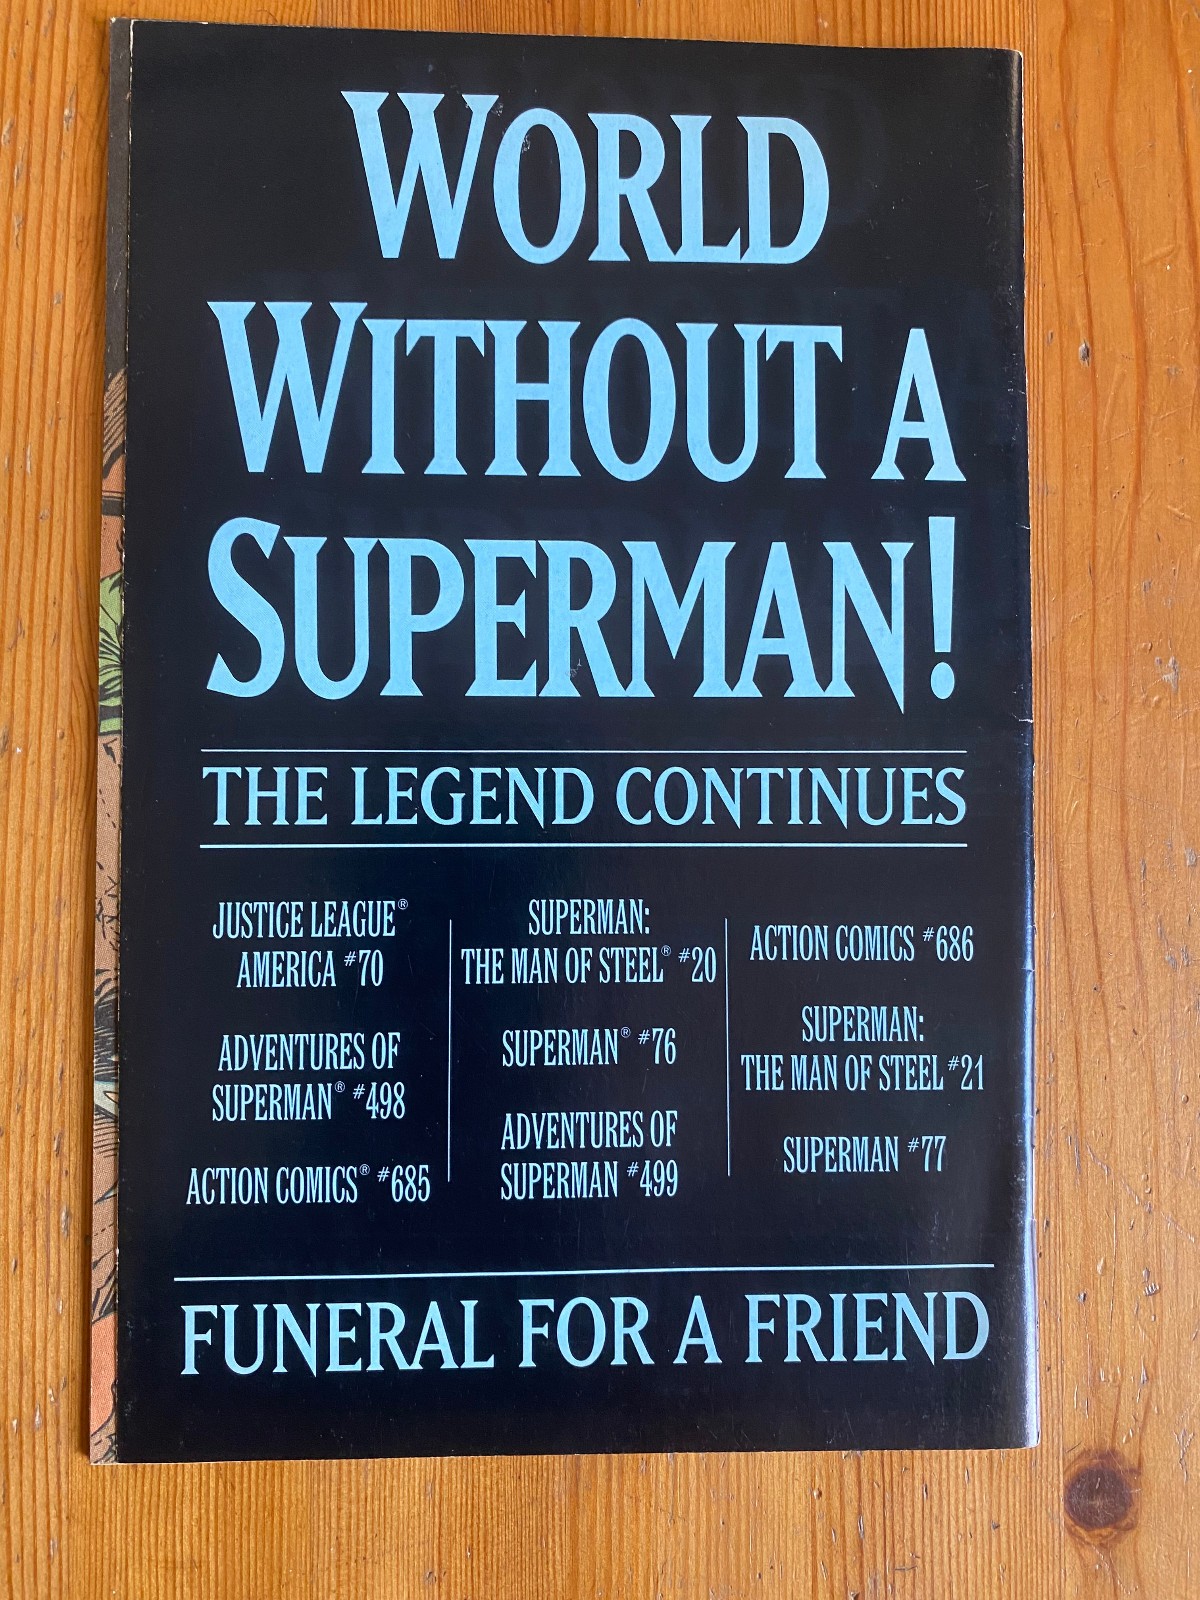 WORLD
WITHOUT A
SUPERMAN!
THE LEGEND CONTINUES
JUSTICE LEAGUE®
AMERICA #70
ADVENTURES OF
SUPERMAN® #498
ACTION COMICS® #685
SUPERMAN:
THE MAN OF STEEL® #20
SUPERMAN® #76
ADVENTURES OF
SUPERMAN #499
ACTION COMICS #686
SUPERMAN:
THE MAN OF STEEL #21
SUPERMAN #77
FUNERAL FOR A FRIEND